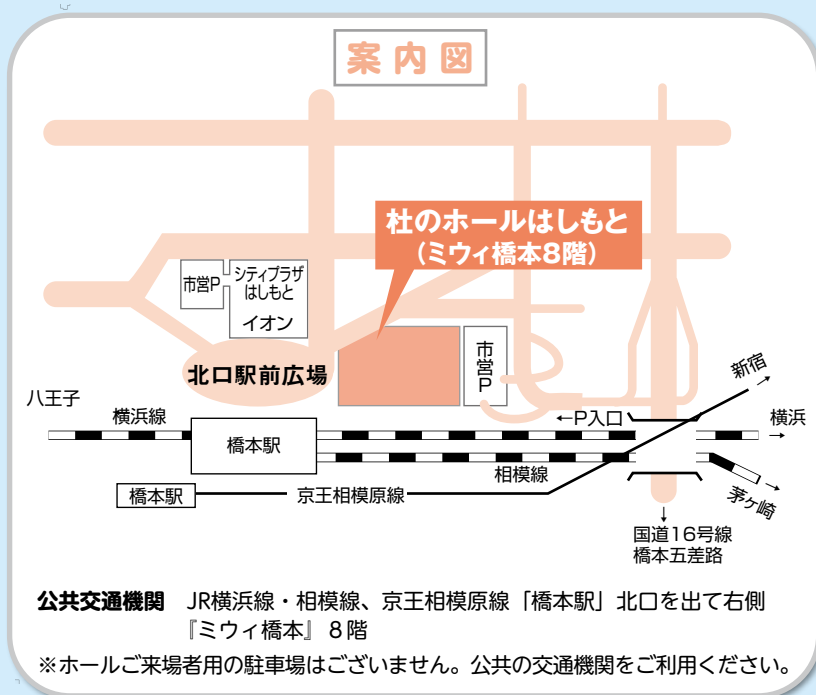 案内図
杜のホールはしもと
（ミウィ橋本8階）
市営P
シティプラザ
はしもと
イオン
市営P
北口駅前広場
新宿
八王子
横浜線
←P入口
横浜
橋本駅
相模線
橋本駅
京王相模原線
茅ヶ崎
国道16号線
橋本五差路
公共交通機関 JR横浜線・相模線、京王相模原線「橋本駅」北口を出て右側
『ミウィ橋本』８階
※ホールご来場者用の駐車場はございません。公共の交通機関をご利用ください。